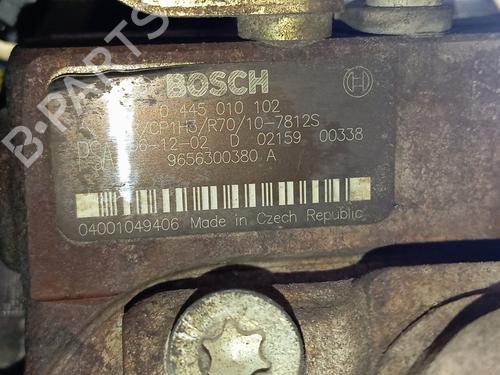 BOSCH
0 445 010 102
/CP1H3/R70/10-7812S
06-12-02 D 02159 00338
9656300380 A
04001049406 Made in Czech Republic